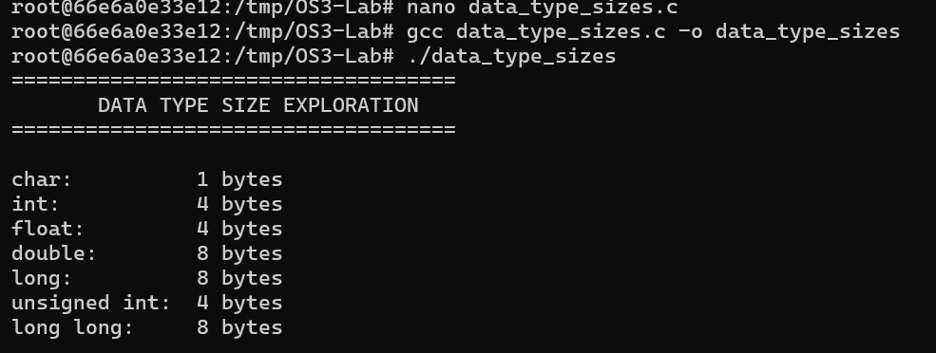 root@66e6a0e33e12:/tmp/OS3-Lab# nano data_type_sizes.c
root@66e6a0e33e12:/tmp/OS3-Lab# gcc data_type_sizes.c -o data_type_sizes
root@66e6a0e33e12:/tmp/OS3-Lab# ./data_type_sizes
====================================
       DATA TYPE SIZE EXPLORATION
====================================

char:          1 bytes
int:           4 bytes
float:         4 bytes
double:        8 bytes
long:          8 bytes
unsigned int:  4 bytes
long long:     8 bytes